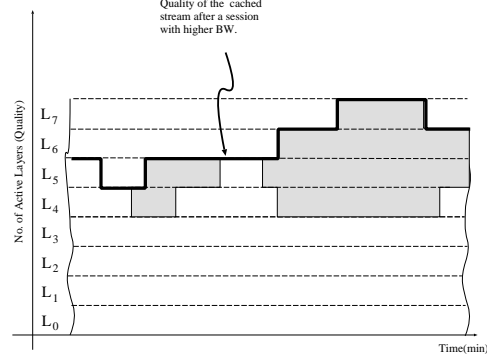 Quality of the cached
stream after a session
with higher BW.
No. of Active Layers (Quality)
L7
L6
L5
L4
L3
L2
L1
L0
Time(min)